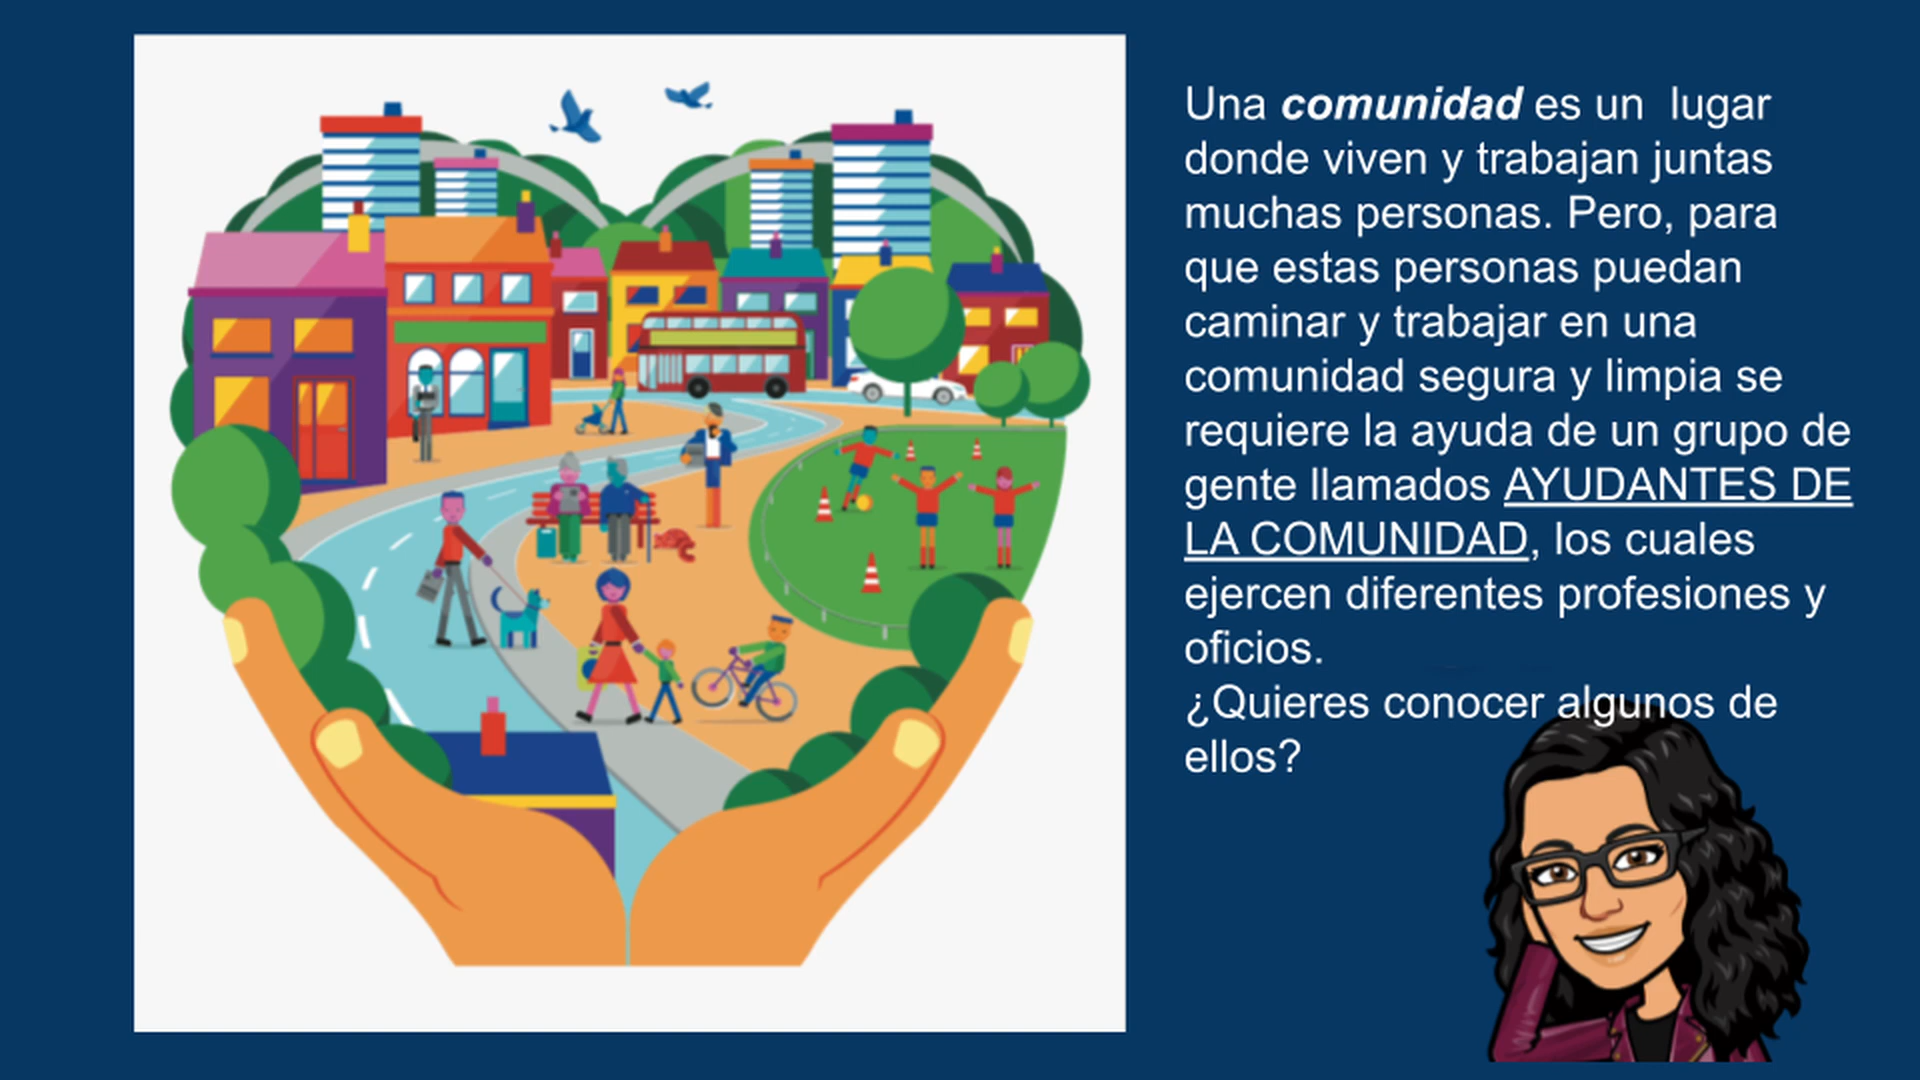 Una comunidad es un lugar
donde viven y trabajan juntas
muchas personas. Pero, para
que estas personas puedan
caminar y trabajar en una
comunidad segura y limpia se
requiere la ayuda de un grupo de
gente llamados AYUDANTES DE
LA COMUNIDAD, los cuales
ejercen diferentes profesiones y
oficios.
¿Quieres conocer algunos de
ellos?